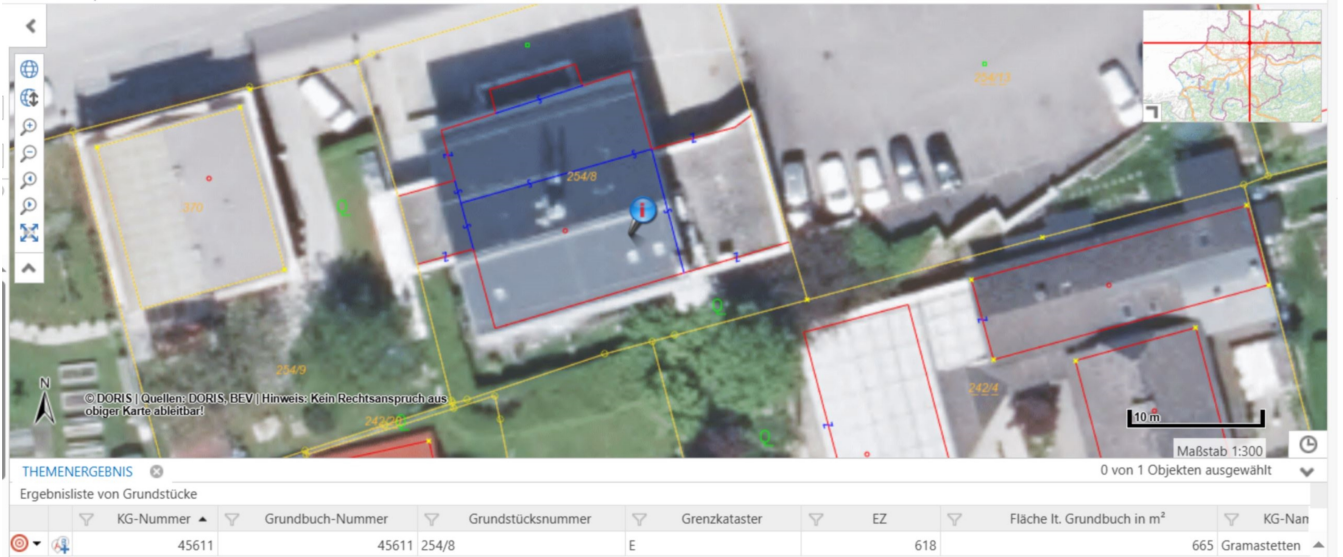 254/8
254/9
242/4
N
© DORIS | Quellen: DORIS, BEV | Hinweis: Kein Rechtsanspruch aus
obiger Karte ableitbar!
10 m
Maßstab 1:300
THEMENERGEBNIS
0 von 1 Objekten ausgewählt
Ergebnisliste von Grundstücke
KG-Nummer Grundbuch-Nummer Grundstücksnummer Grenzkataster EZ Fläche lt. Grundbuch in m² KG-Nam
45611 45611 254/8 E 618 665 Gramastetten